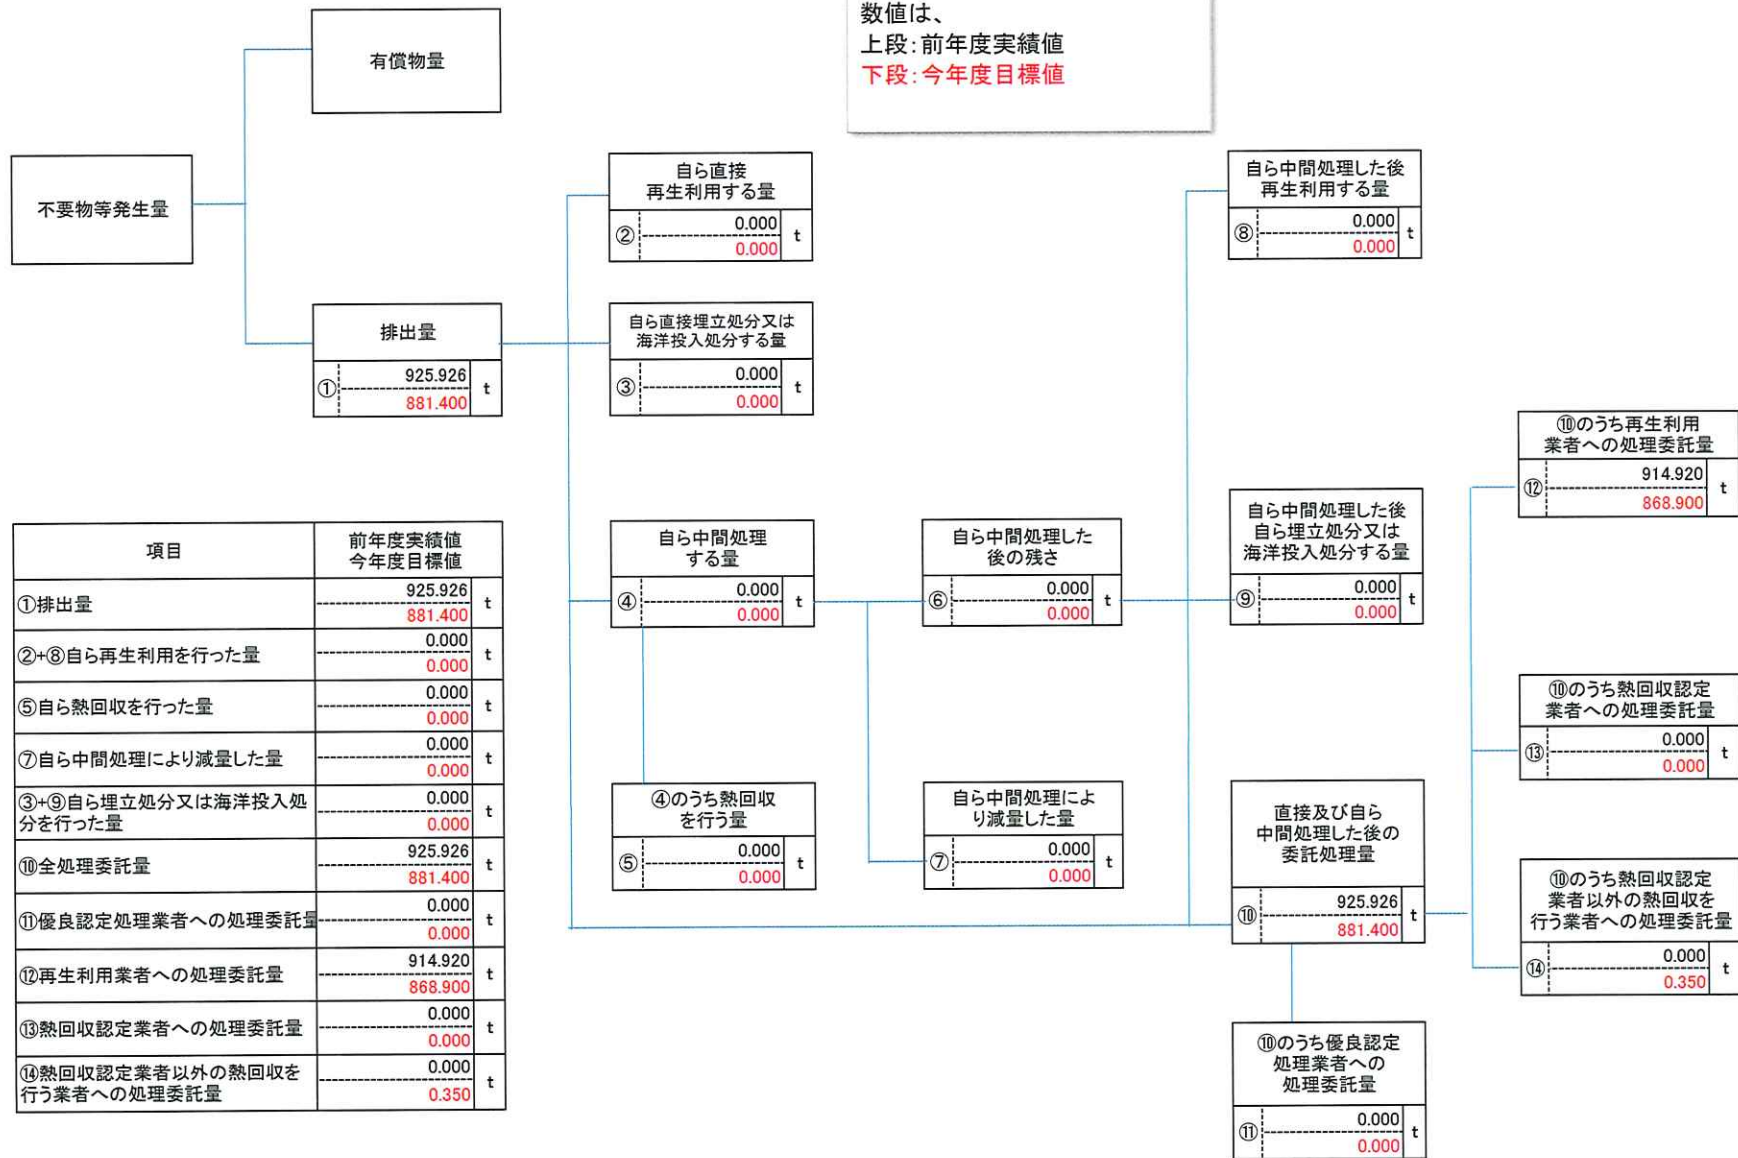 数値は、
上段:前年度実績値
下段:今年度目標値
有償物量
不要物等発生量
排出量
①
925.926
881.400
t
自ら直接
再生利用する量
②
0.000
0.000
t
自ら直接埋立処分又は
海洋投入処分する量
③
0.000
0.000
t
自ら中間処理
する量
④
0.000
0.000
t
④のうち熱回収
を行う量
⑤
0.000
0.000
t
自ら中間処理した
後の残さ
⑥
0.000
0.000
t
自ら中間処理によ
り減量した量
⑦
0.000
0.000
t
自ら中間処理した後
再生利用する量
⑧
0.000
0.000
t
自ら中間処理した後
自ら埋立処分又は
海洋投入処分する量
⑨
0.000
0.000
t
直接及び自ら
中間処理した後の
委託処理量
⑩
925.926
881.400
t
⑩のうち優良認定
処理業者への
処理委託量
⑪
0.000
0.000
t
⑩のうち再生利用
業者への処理委託量
⑫
914.920
868.900
t
⑩のうち熱回収認定
業者への処理委託量
⑬
0.000
0.000
t
⑩のうち熱回収認定
業者以外の熱回収を
行う業者への処理委託量
⑭
0.000
0.350
t
項目
前年度実績値
今年度目標値
①排出量
925.926
881.400
t
②+⑧自ら再生利用を行った量
0.000
0.000
t
⑤自ら熱回収を行った量
0.000
0.000
t
⑦自ら中間処理により減量した量
0.000
0.000
t
③+⑨自ら埋立処分又は海洋投入処
分を行った量
0.000
0.000
t
⑩全処理委託量
925.926
881.400
t
⑪優良認定処理業者への処理委託量
0.000
0.000
t
⑫再生利用業者への処理委託量
914.920
868.900
t
⑬熱回収認定業者への処理委託量
0.000
0.000
t
⑭熱回収認定業者以外の熱回収を
行う業者への処理委託量
0.000
0.350
t